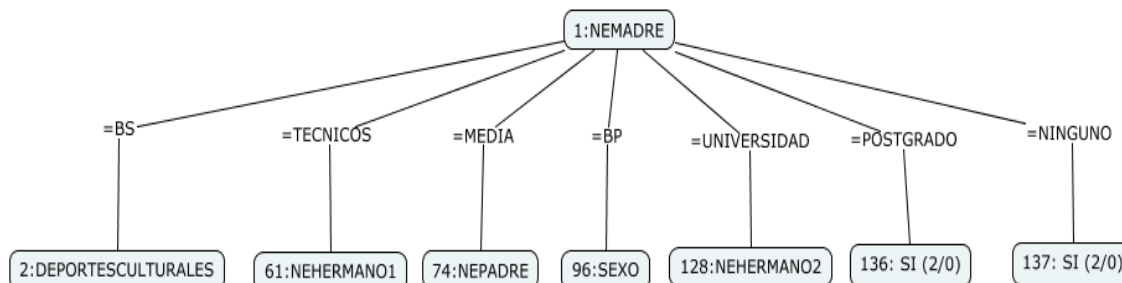 1:NEMADRE
=BS
=TECNICOS
=MEDIA
=BP
=UNIVERSIDAD
=POSTGRADO
=NINGUNO
2:DEPORTESCULTURALES
61:NEHERMANO1
74:NEPADRE
96:SEXO
128:NEHERMANO2
136: SI (2/0)
137: SI (2/0)